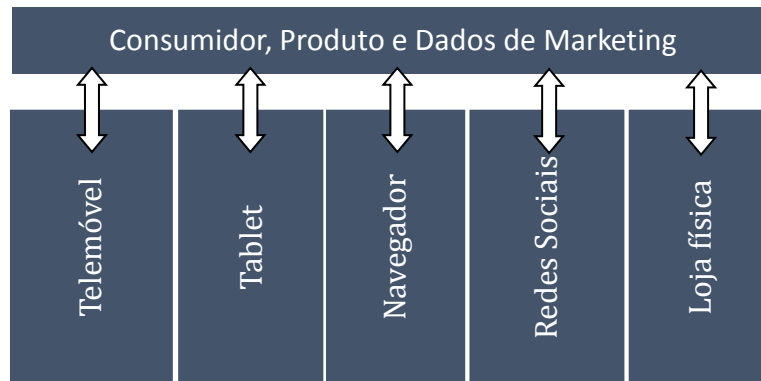 Consumidor, Produto e Dados de Marketing
Telemóvel
Tablet
Navegador
Redes Sociais
Loja física